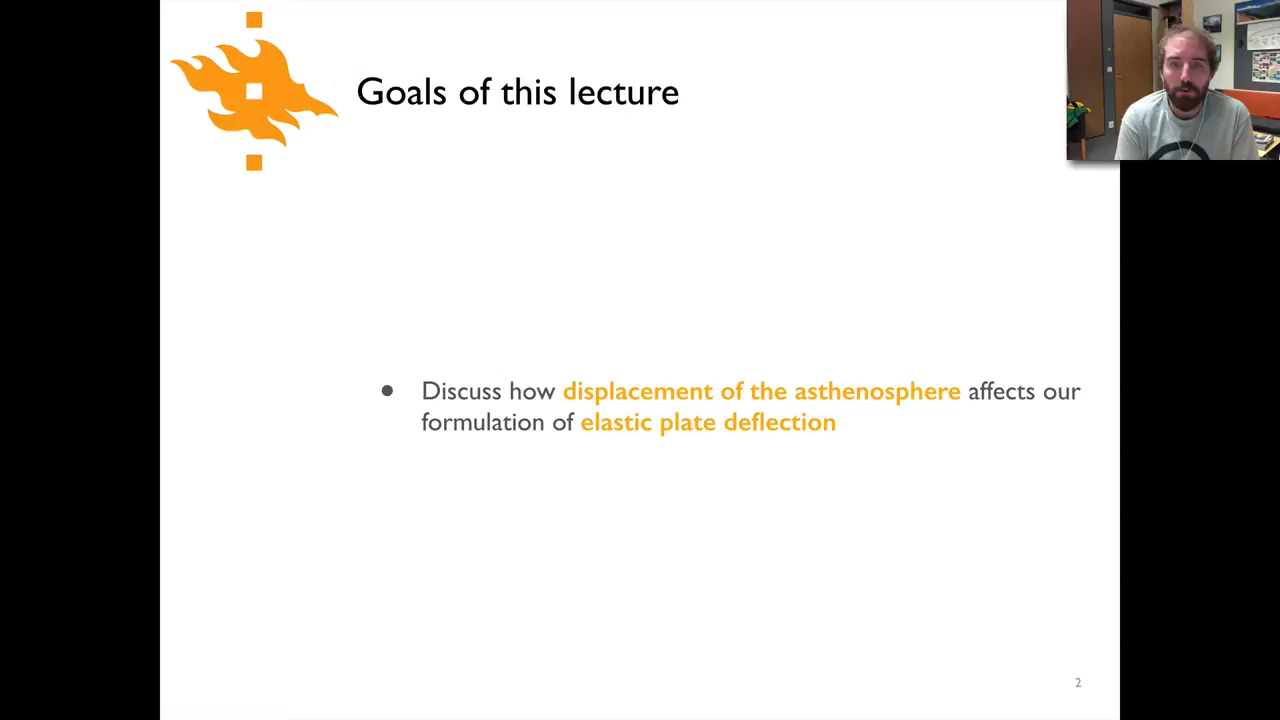 Goals of this lecture
● Discuss how displacement of the asthenosphere affects our
formulation of elastic plate deflection
2